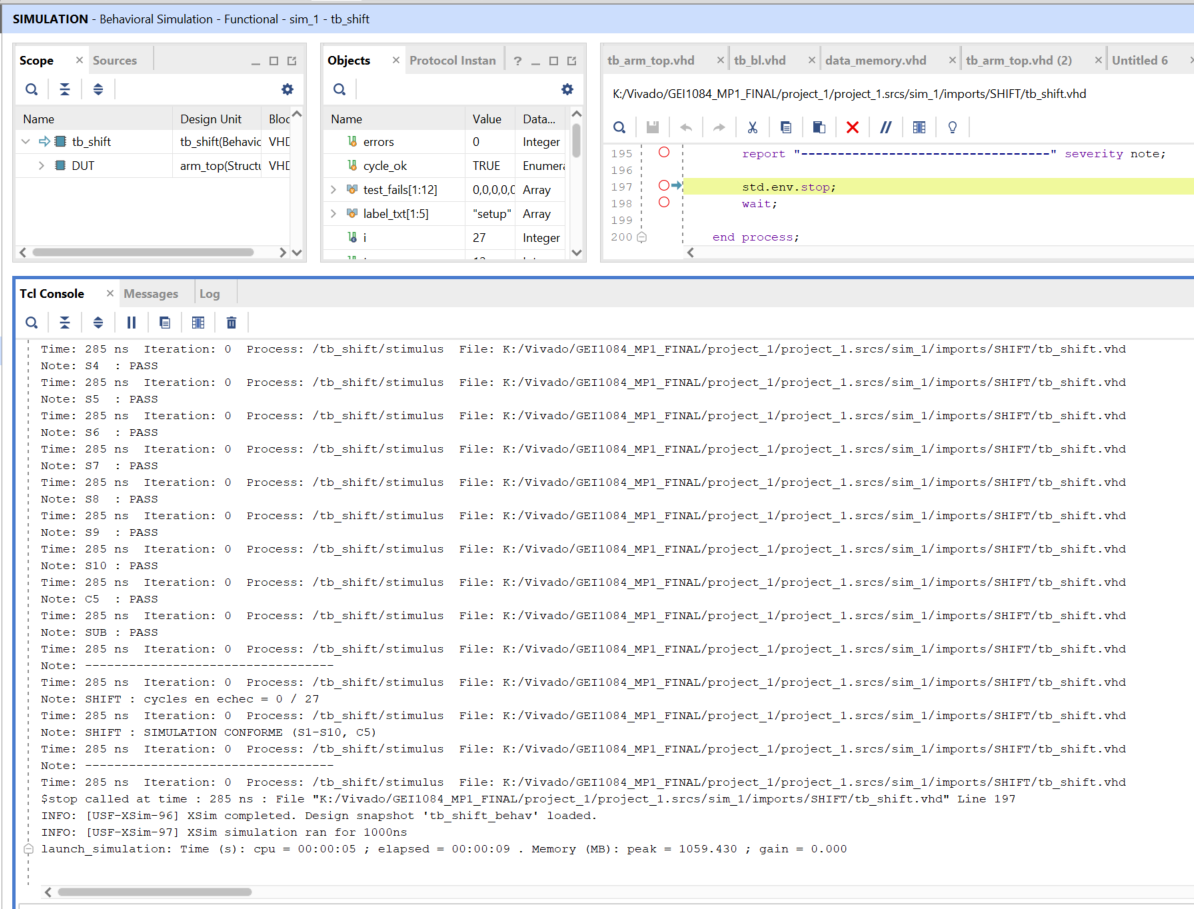 SIMULATION - Behavioral Simulation - Functional - sim_1 - tb_shift
Scope × Sources
Name Design Unit Bloc
tb_shift tb_shift(Behavic VHD
DUT arm_top(Structu VHD
Objects × Protocol Instan ?
Name Value Data...
errors 0 Integer
cycle_ok TRUE Enumera
test_fails[1:12] 0,0,0,0,0 Array
label_txt[1:5] "setup" Array
i 27 Integer
tb_arm_top.vhd × tb_bl.vhd × data_memory.vhd × tb_arm_top.vhd (2) × Untitled 6 ×
K:/Vivado/GEI1084_MP1_FINAL/project_1/project_1.srcs/sim_1/imports/SHIFT/tb_shift.vhd
195 report "----------------------------------" severity note;
196
197 std.env.stop;
198 wait;
199
200 end process;
Tcl Console × Messages Log
Time: 285 ns Iteration: 0 Process: /tb_shift/stimulus File: K:/Vivado/GEI1084_MP1_FINAL/project_1/project_1.srcs/sim_1/imports/SHIFT/tb_shift.vhd
Note: S4 : PASS
Time: 285 ns Iteration: 0 Process: /tb_shift/stimulus File: K:/Vivado/GEI1084_MP1_FINAL/project_1/project_1.srcs/sim_1/imports/SHIFT/tb_shift.vhd
Note: S5 : PASS
Time: 285 ns Iteration: 0 Process: /tb_shift/stimulus File: K:/Vivado/GEI1084_MP1_FINAL/project_1/project_1.srcs/sim_1/imports/SHIFT/tb_shift.vhd
Note: S6 : PASS
Time: 285 ns Iteration: 0 Process: /tb_shift/stimulus File: K:/Vivado/GEI1084_MP1_FINAL/project_1/project_1.srcs/sim_1/imports/SHIFT/tb_shift.vhd
Note: S7 : PASS
Time: 285 ns Iteration: 0 Process: /tb_shift/stimulus File: K:/Vivado/GEI1084_MP1_FINAL/project_1/project_1.srcs/sim_1/imports/SHIFT/tb_shift.vhd
Note: S8 : PASS
Time: 285 ns Iteration: 0 Process: /tb_shift/stimulus File: K:/Vivado/GEI1084_MP1_FINAL/project_1/project_1.srcs/sim_1/imports/SHIFT/tb_shift.vhd
Note: S9 : PASS
Time: 285 ns Iteration: 0 Process: /tb_shift/stimulus File: K:/Vivado/GEI1084_MP1_FINAL/project_1/project_1.srcs/sim_1/imports/SHIFT/tb_shift.vhd
Note: S10 : PASS
Time: 285 ns Iteration: 0 Process: /tb_shift/stimulus File: K:/Vivado/GEI1084_MP1_FINAL/project_1/project_1.srcs/sim_1/imports/SHIFT/tb_shift.vhd
Note: C5 : PASS
Time: 285 ns Iteration: 0 Process: /tb_shift/stimulus File: K:/Vivado/GEI1084_MP1_FINAL/project_1/project_1.srcs/sim_1/imports/SHIFT/tb_shift.vhd
Note: SUB : PASS
Time: 285 ns Iteration: 0 Process: /tb_shift/stimulus File: K:/Vivado/GEI1084_MP1_FINAL/project_1/project_1.srcs/sim_1/imports/SHIFT/tb_shift.vhd
Note: ----------------------------------
Time: 285 ns Iteration: 0 Process: /tb_shift/stimulus File: K:/Vivado/GEI1084_MP1_FINAL/project_1/project_1.srcs/sim_1/imports/SHIFT/tb_shift.vhd
Note: SHIFT : cycles en echec = 0 / 27
Time: 285 ns Iteration: 0 Process: /tb_shift/stimulus File: K:/Vivado/GEI1084_MP1_FINAL/project_1/project_1.srcs/sim_1/imports/SHIFT/tb_shift.vhd
Note: SHIFT : SIMULATION CONFORME (S1-S10, C5)
Time: 285 ns Iteration: 0 Process: /tb_shift/stimulus File: K:/Vivado/GEI1084_MP1_FINAL/project_1/project_1.srcs/sim_1/imports/SHIFT/tb_shift.vhd
Note: ----------------------------------
Time: 285 ns Iteration: 0 Process: /tb_shift/stimulus File: K:/Vivado/GEI1084_MP1_FINAL/project_1/project_1.srcs/sim_1/imports/SHIFT/tb_shift.vhd
$stop called at time : 285 ns : File "K:/Vivado/GEI1084_MP1_FINAL/project_1/project_1.srcs/sim_1/imports/SHIFT/tb_shift.vhd" Line 197
INFO: [USF-XSim-96] XSim completed. Design snapshot 'tb_shift_behav' loaded.
INFO: [USF-XSim-97] XSim simulation ran for 1000ns
launch_simulation: Time (s): cpu = 00:00:05 ; elapsed = 00:00:09 . Memory (MB): peak = 1059.430 ; gain = 0.000